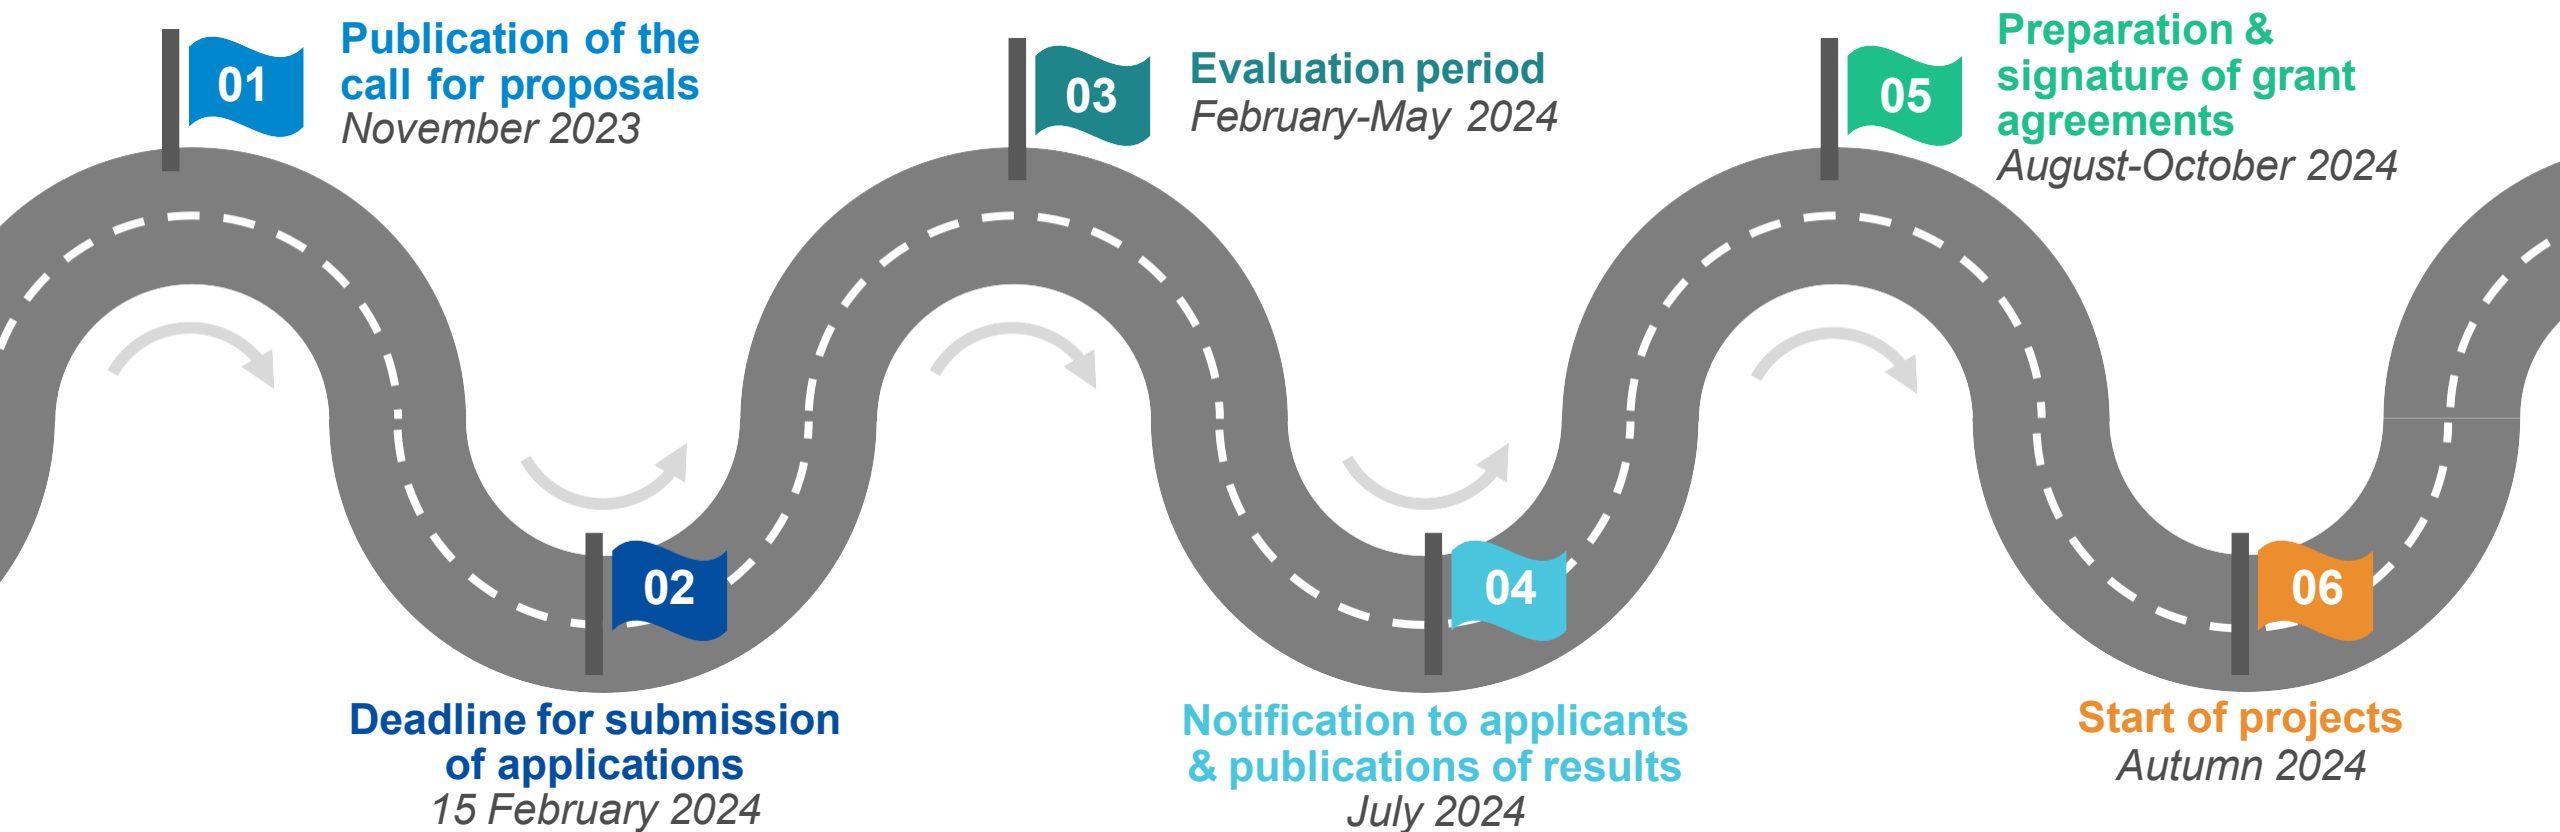 01
Publication of the
call for proposals
November 2023
02
Deadline for submission
of applications
15 February 2024
03
Evaluation period
February-May 2024
04
Notification to applicants
& publications of results
July 2024
05
Preparation &
signature of grant
agreements
August-October 2024
06
Start of projects
Autumn 2024